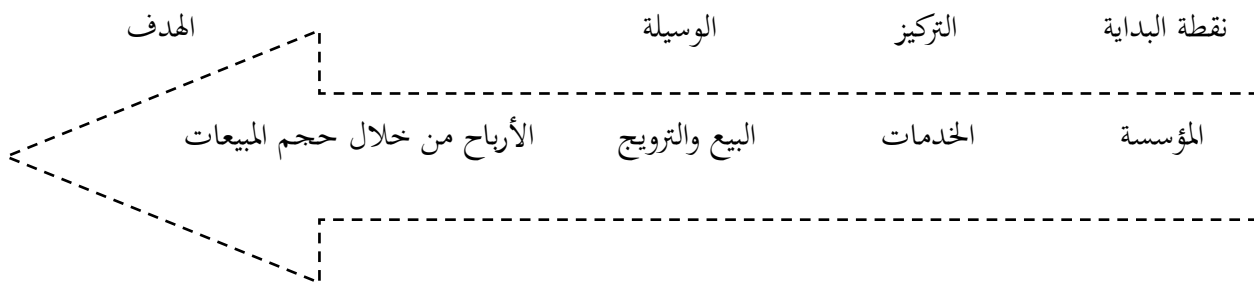 نقطة البداية التركيز الوسيلة الهدف
المؤسسة الخدمات البيع والترويج الأرباح من خلال حجم المبيعات